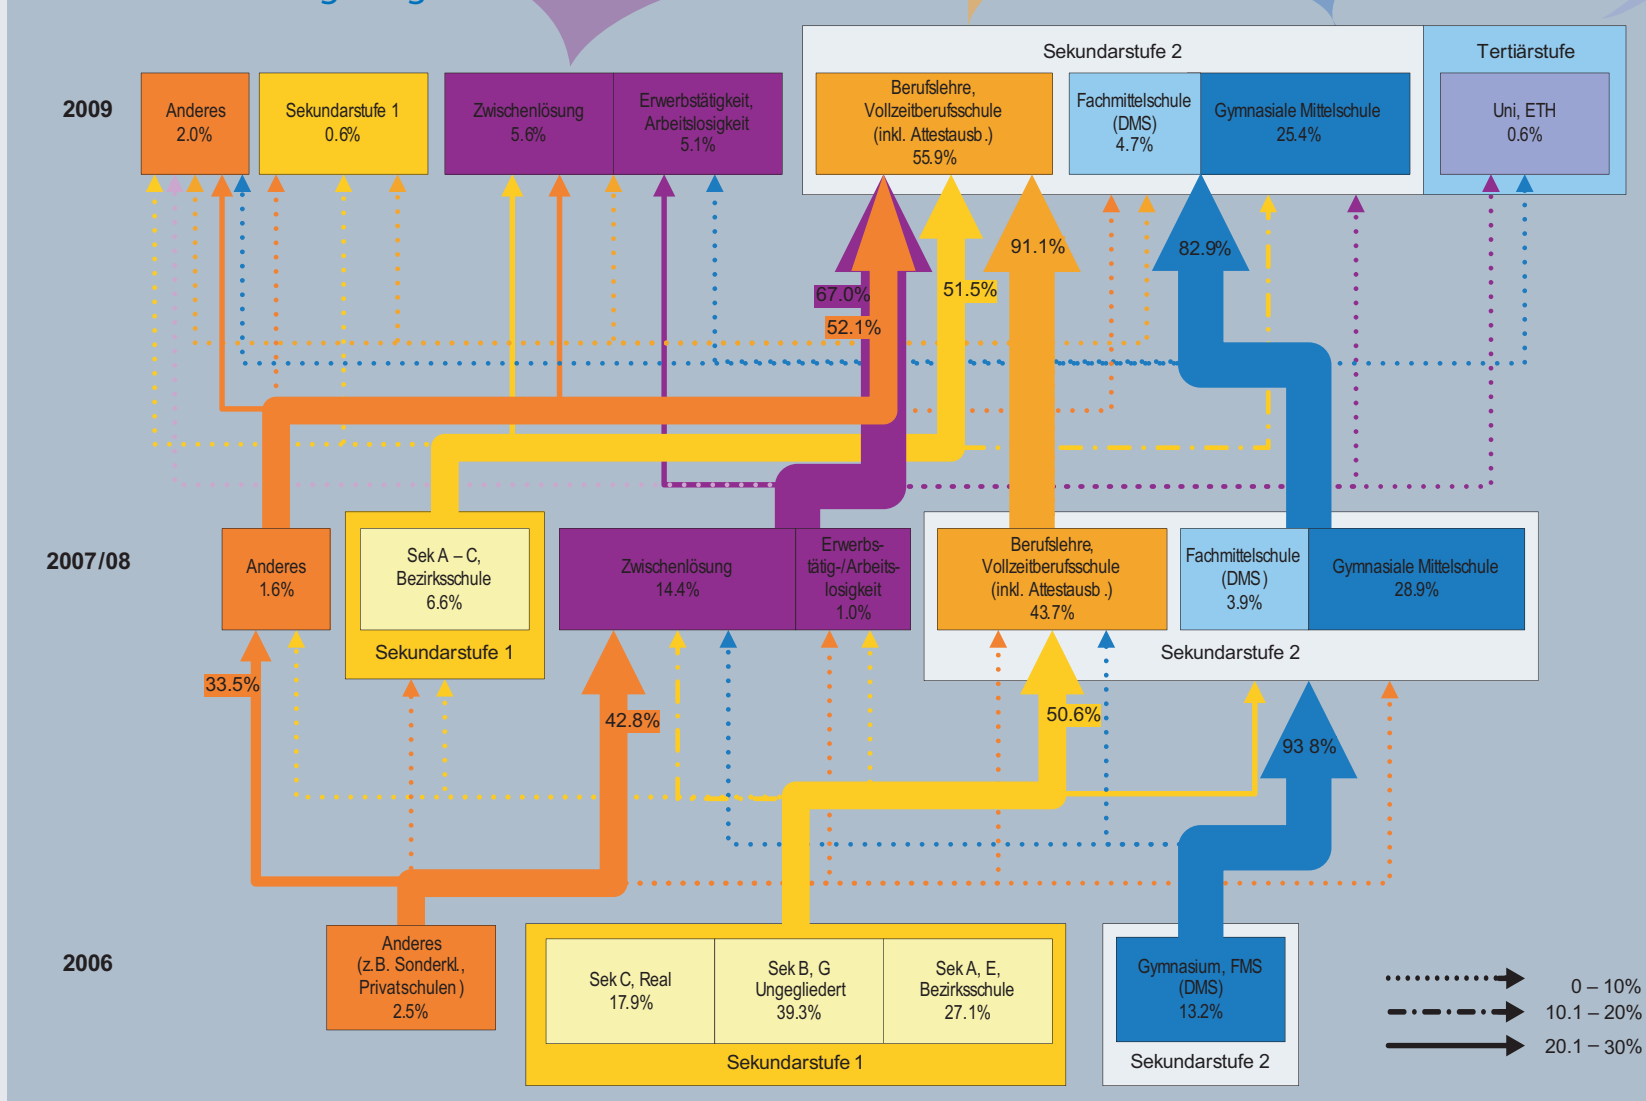 2009
Anderes
2.0%
Sekundarstufe 1
0.6%
Zwischenlösung
5.6%
Erwerbstätigkeit,
Arbeitslosigkeit
5.1%
Sekundarstufe 2
Berufslehre,
Vollzeitberufsschule
(inkl. Attestausb.)
55.9%
Fachmittelschule
(DMS)
4.7%
Gymnasiale Mittelschule
25.4%
Tertiärstufe
Uni, ETH
0.6%
67.0%
52.1%
51.5%
91.1%
82.9%
2007/08
Anderes
1.6%
Sek A – C,
Bezirksschule
6.6%
Sekundarstufe 1
Zwischenlösung
14.4%
Erwerbs-
tätig-/Arbeits-
losigkeit
1.0%
Berufslehre,
Vollzeitberufsschule
(inkl. Attestausb.)
43.7%
Fachmittelschule
(DMS)
3.9%
Gymnasiale Mittelschule
28.9%
Sekundarstufe 2
33.5%
42.8%
50.6%
93 8%
2006
Anderes
(z.B. Sonderkl.,
Privatschulen)
2.5%
Sek C, Real
17.9%
Sek B, G
Ungegliedert
39.3%
Sek A, E,
Bezirksschule
27.1%
Sekundarstufe 1
Gymnasium, FMS
(DMS)
13.2%
Sekundarstufe 2
0 – 10%
10.1 – 20%
20.1 – 30%